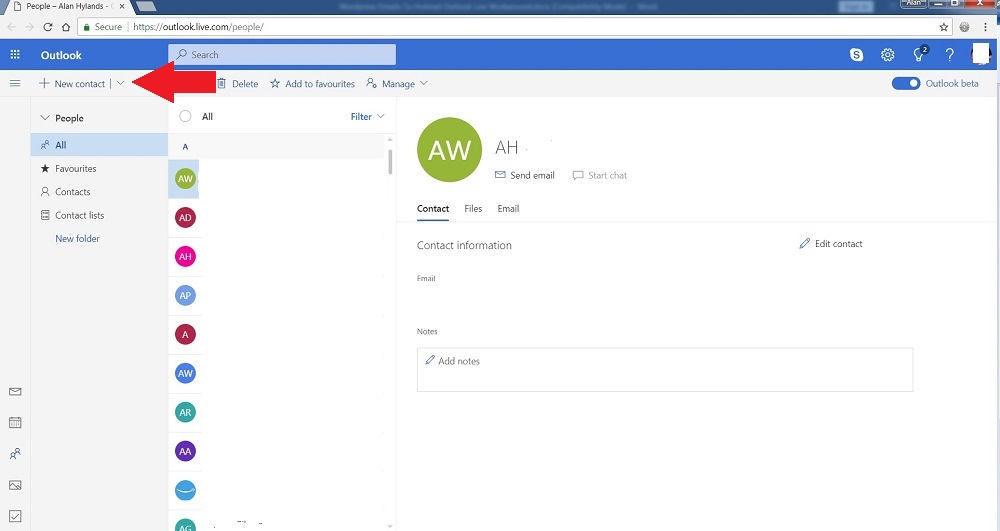 People – Alan Hylands -
Alan
Secure | https://outlook.live.com/people/
Outlook
Search
2
New contact
Delete
Add to favourites
Manage
Outlook beta
People
All
Favourites
Contacts
Contact lists
New folder
All
Filter
A
AW
AD
AH
AP
A
AW
AR
AA
AG
AW
AH
Send email
Start chat
Contact
Files
Email
Contact information
Edit contact
Email
Notes
Add notes